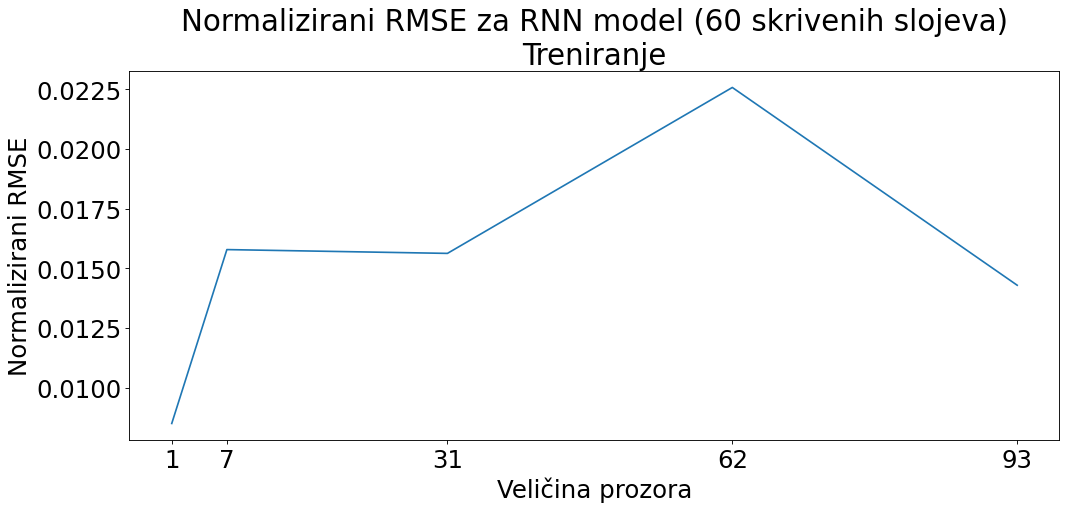 Normalizirani RMSE za RNN model (60 skrivenih slojeva)
Treniranje
Normalizirani RMSE
0.0225
0.0200
0.0175
0.0150
0.0125
0.0100
1 7 31 62 93
Veličina prozora